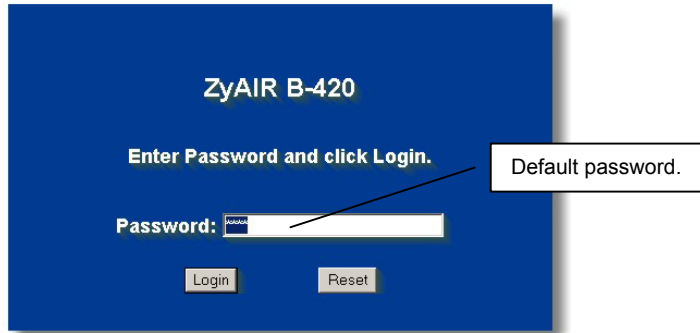 ZyAIR B-420
Enter Password and click Login.
Default password.
Password: ****
Login Reset